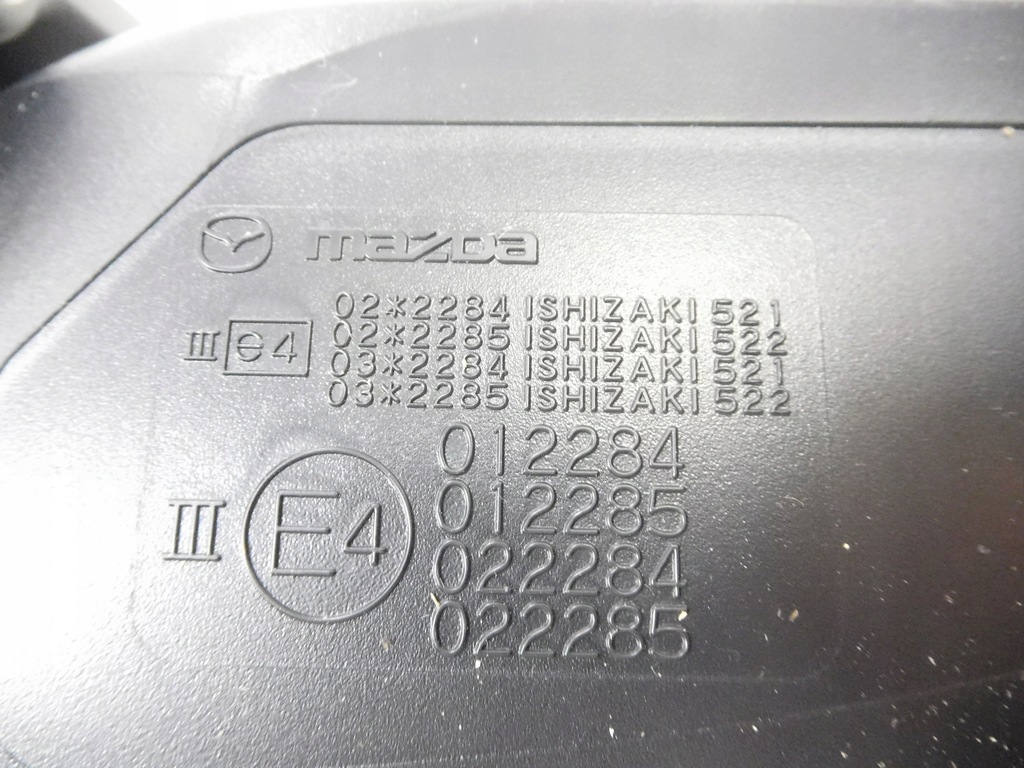 mazda
02*2284 ISHIZAKI 521
02*2285 ISHIZAKI 522
III e4
03*2284 ISHIZAKI 521
03*2285 ISHIZAKI 522
012284
012285
III E4
022284
022285